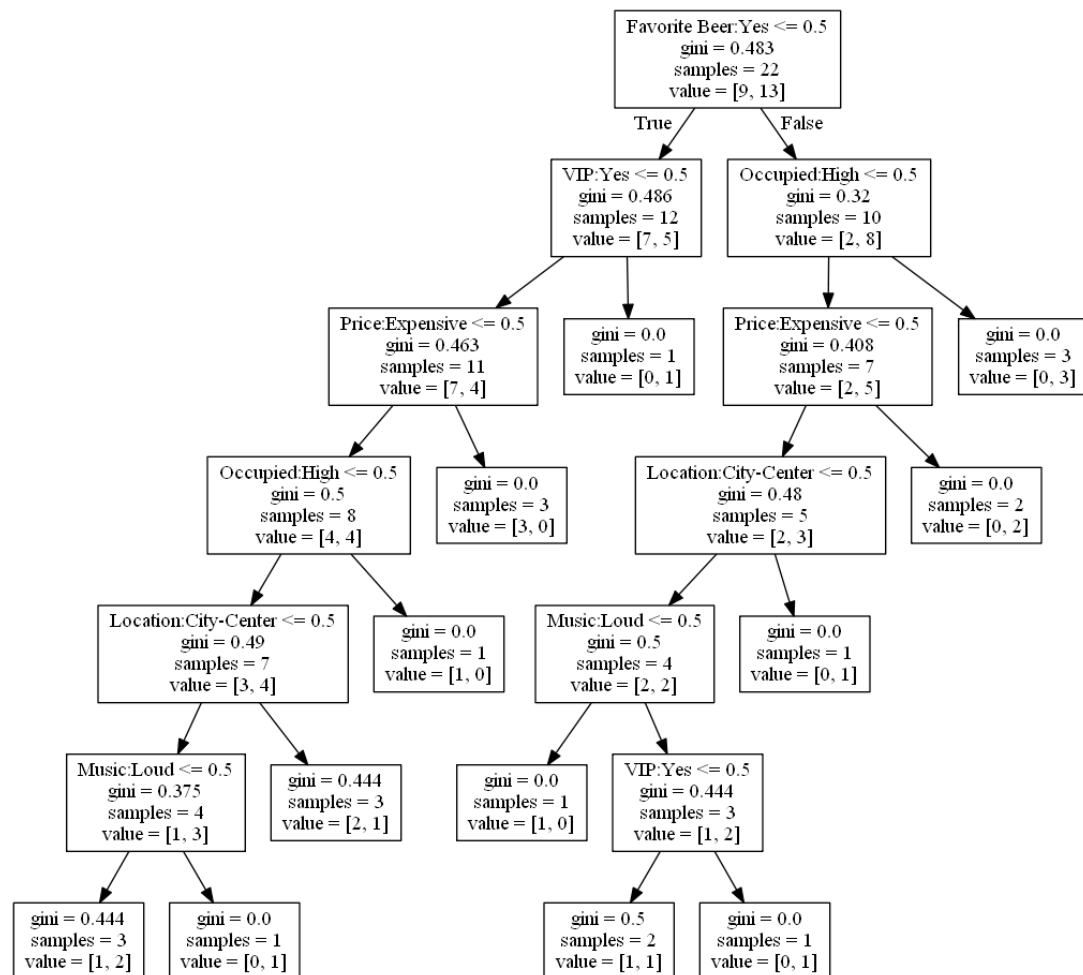 Favorite Beer:Yes <= 0.5
gini = 0.483
samples = 22
value = [9, 13]
True
False
VIP:Yes <= 0.5
gini = 0.486
samples = 12
value = [7, 5]
Occupied:High <= 0.5
gini = 0.32
samples = 10
value = [2, 8]
Price:Expensive <= 0.5
gini = 0.463
samples = 11
value = [7, 4]
gini = 0.0
samples = 1
value = [0, 1]
Price:Expensive <= 0.5
gini = 0.408
samples = 7
value = [2, 5]
gini = 0.0
samples = 3
value = [0, 3]
Occupied:High <= 0.5
gini = 0.5
samples = 8
value = [4, 4]
gini = 0.0
samples = 3
value = [3, 0]
Location:City-Center <= 0.5
gini = 0.48
samples = 5
value = [2, 3]
gini = 0.0
samples = 2
value = [0, 2]
Location:City-Center <= 0.5
gini = 0.49
samples = 7
value = [3, 4]
gini = 0.0
samples = 1
value = [1, 0]
Music:Loud <= 0.5
gini = 0.5
samples = 4
value = [2, 2]
gini = 0.0
samples = 1
value = [0, 1]
Music:Loud <= 0.5
gini = 0.375
samples = 4
value = [1, 3]
gini = 0.444
samples = 3
value = [2, 1]
gini = 0.0
samples = 1
value = [1, 0]
VIP:Yes <= 0.5
gini = 0.444
samples = 3
value = [1, 2]
gini = 0.444
samples = 3
value = [1, 2]
gini = 0.0
samples = 1
value = [0, 1]
gini = 0.5
samples = 2
value = [1, 1]
gini = 0.0
samples = 1
value = [0, 1]